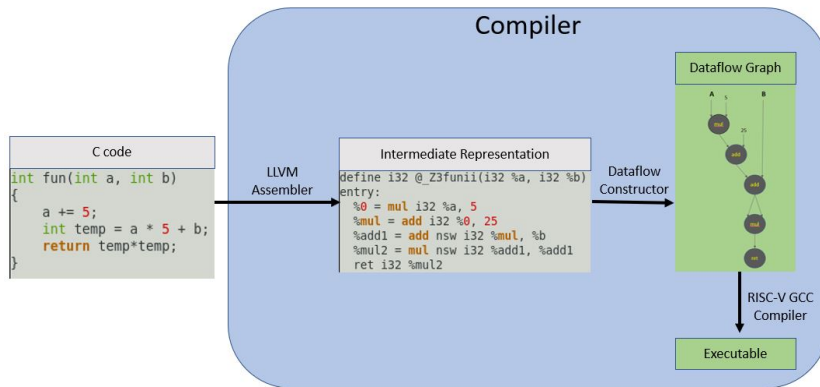 Compiler
Dataflow Graph
A
5
B
mul
25
add
add
mul
ret
C code
int fun(int a, int b)
{
a += 5;
int temp = a * 5 + b;
return temp*temp;
}
LLVM
Assembler
Intermediate Representation
define i32 @_Z3funii(i32 %a, i32 %b)
entry:
%0 = mul i32 %a, 5
%mul = add i32 %0, 25
%add1 = add nsw i32 %mul, %b
%mul2 = mul nsw i32 %add1, %add1
ret i32 %mul2
Dataflow
Constructor
RISC-V GCC
Compiler
Executable